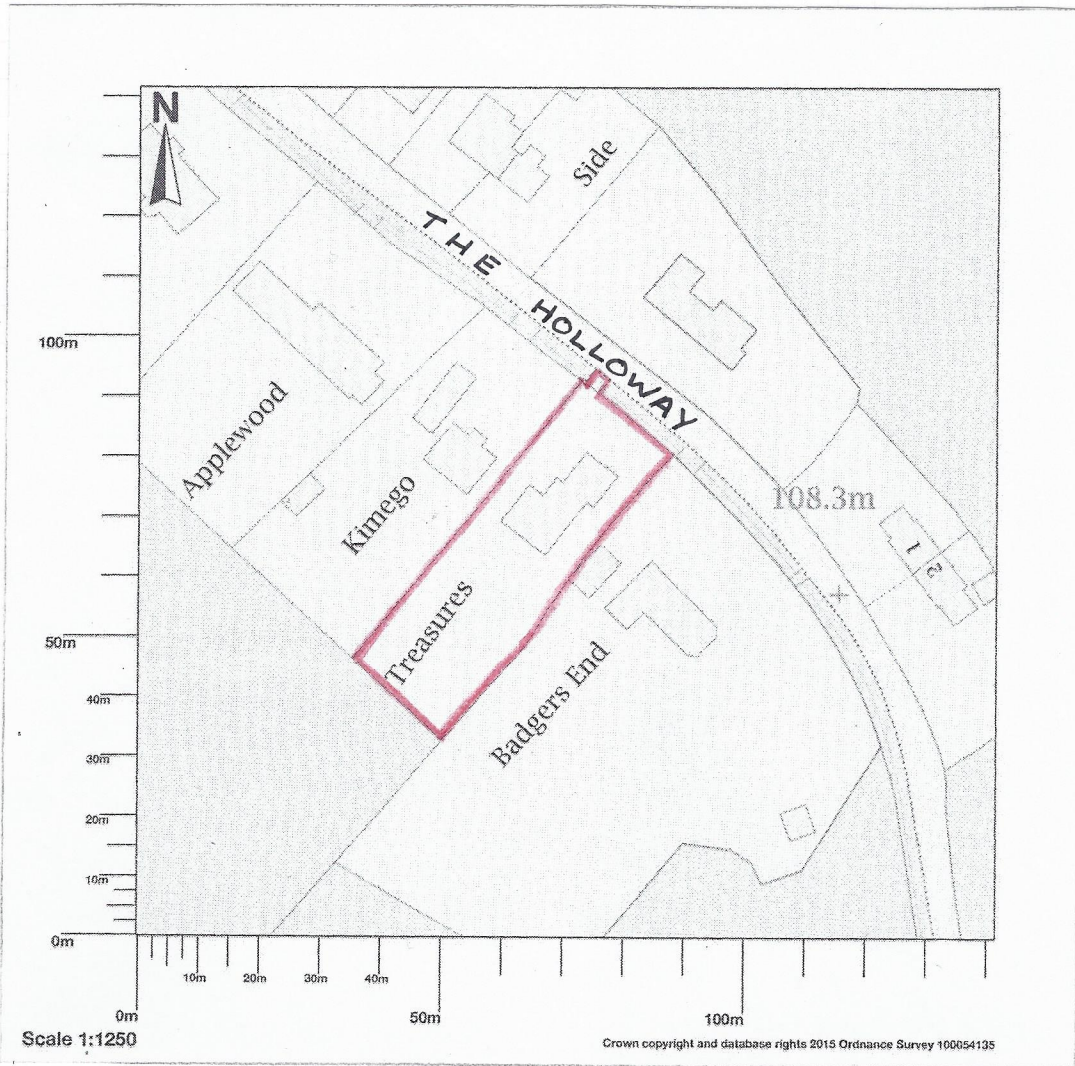 N
Side
THE HOLLOWAY
100m
Applewood
Kimego
108.3m
1
2
Treasures
50m
Badgers End
40m
30m
20m
10m
0m
10m
20m
30m
40m
0m
50m
100m
Scale 1:1250
Crown copyright and database rights 2015 Ordnance Survey 100054135